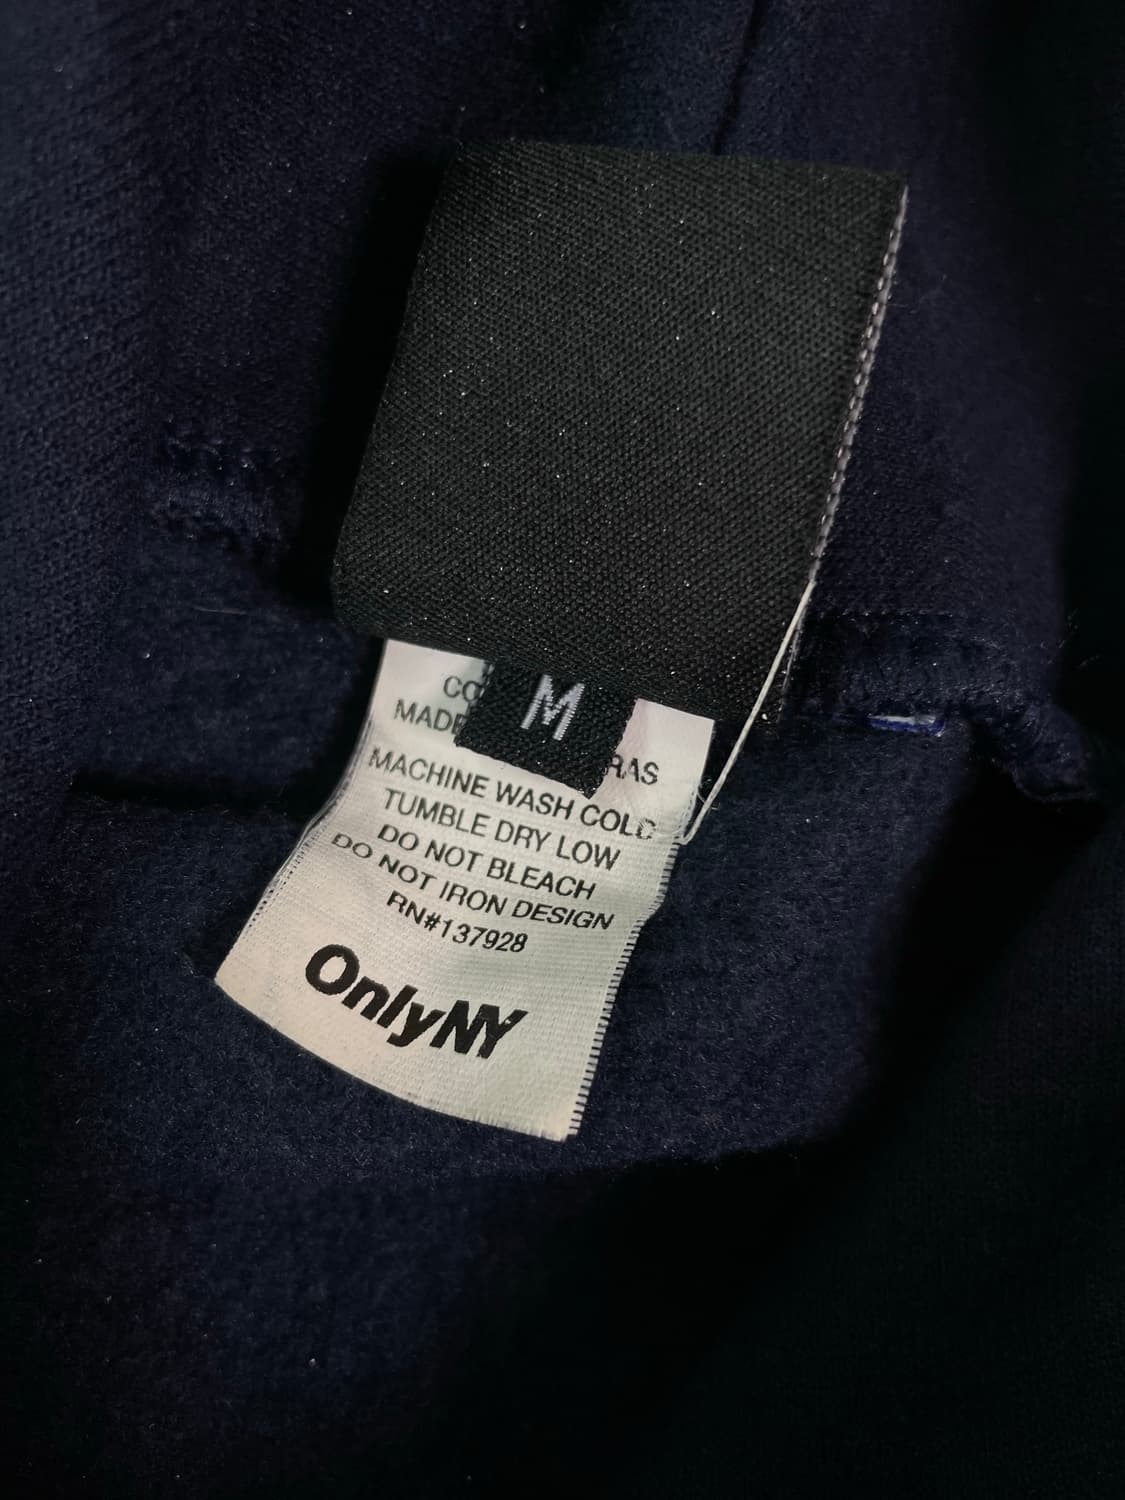 M
MACHINE WASH COLD
TUMBLE DRY LOW
DO NOT BLEACH
DO NOT IRON DESIGN
RN#137928
OnlyNY